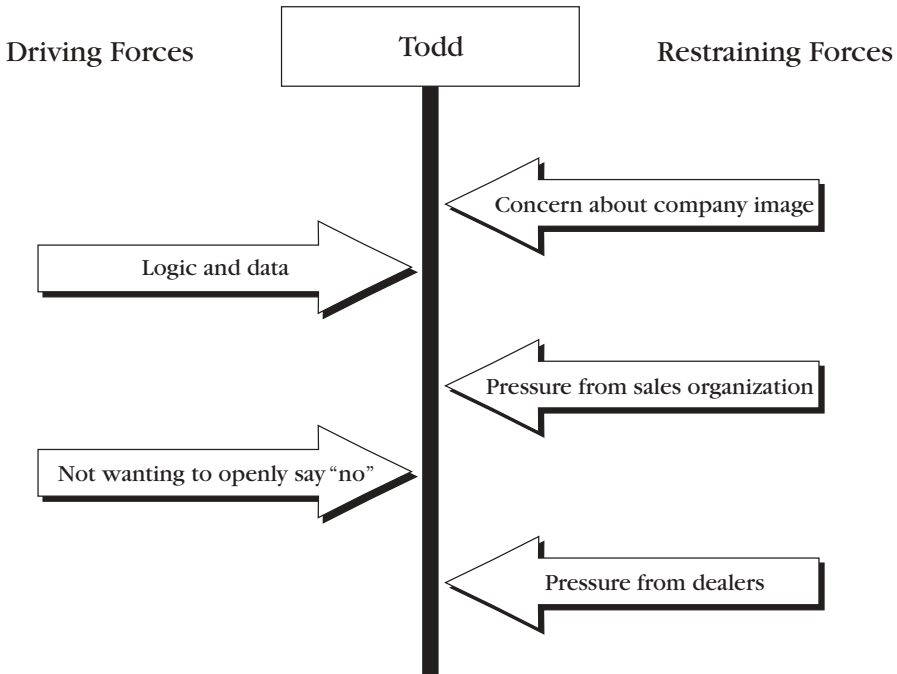 Driving Forces
Todd
Restraining Forces
Concern about company image
Logic and data
Pressure from sales organization
Not wanting to openly say “no”
Pressure from dealers